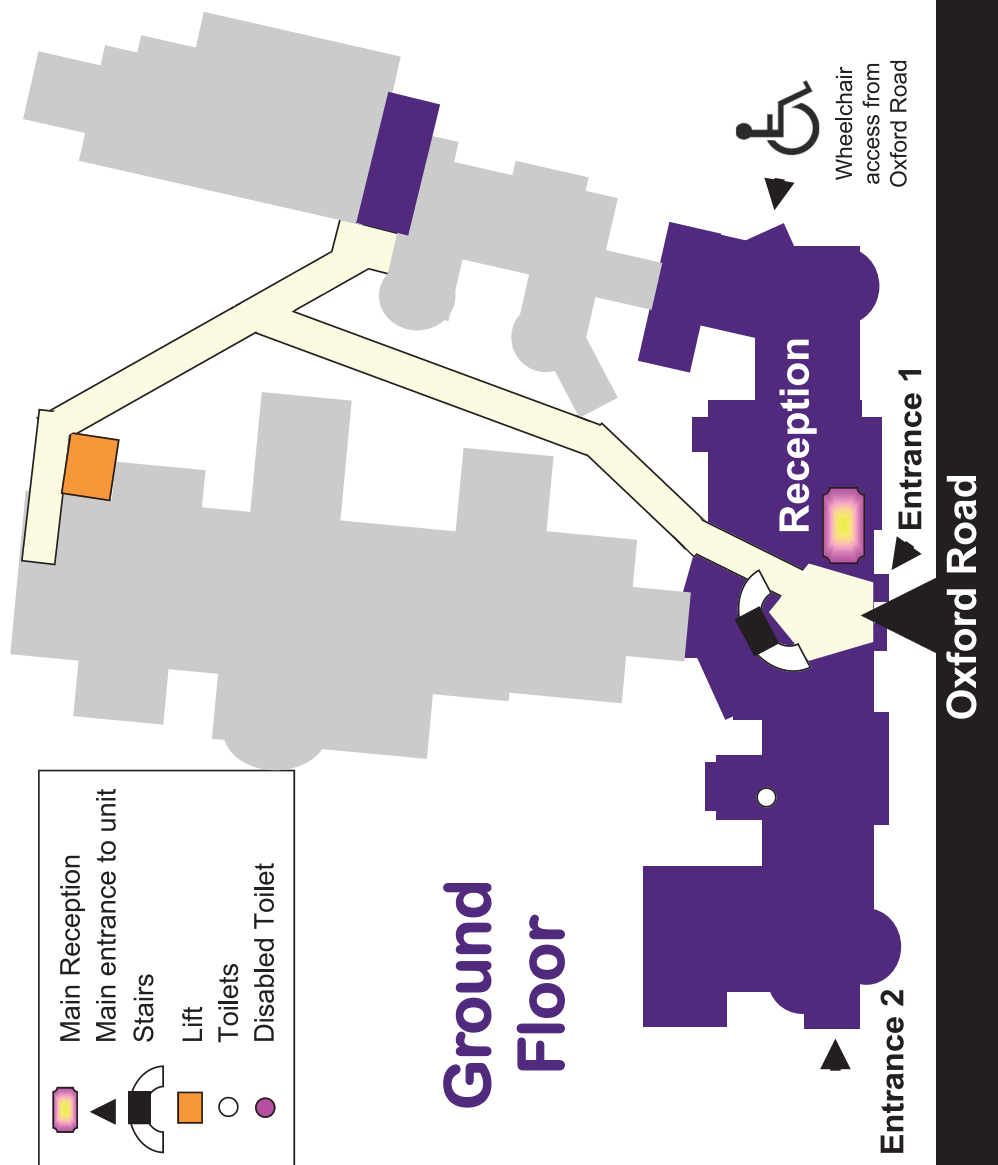 Main Reception
Main entrance to unit
Stairs
Lift
Toilets
Disabled Toilet
Ground
Floor
Wheelchair
access from
Oxford Road
Reception
Entrance 1
Entrance 2
Oxford Road